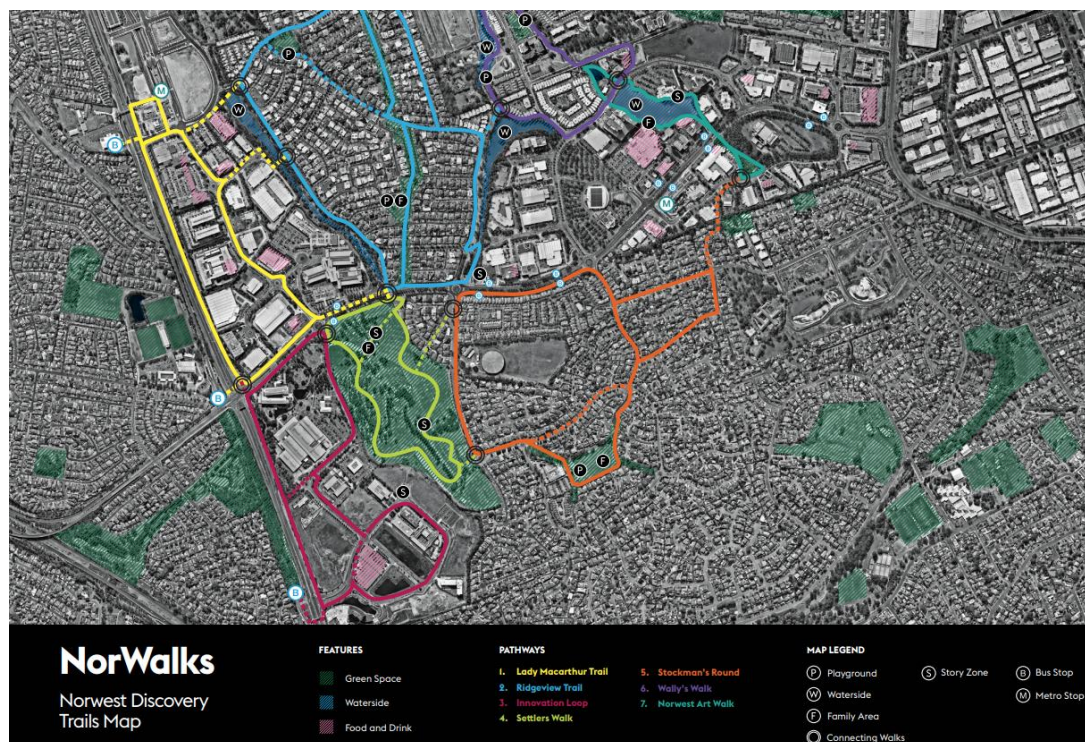 P
W
P
W
P
W
S
F
M
B
W
P
F
M
S
S
F
S
P
F
S
B
B
NorWalks
Norwest Discovery
Trails Map
FEATURES
Green Space
Waterside
Food and Drink
PATHWAYS
1. Lady Macarthur Trail
2. Ridgeview Trail
3. Innovation Loop
4. Settlers Walk
5. Stockman's Round
6. Wally's Walk
7. Norwest Art Walk
MAP LEGEND
P Playground
W Waterside
F Family Area
Connecting Walks
S Story Zone
B Bus Stop
M Metro Stop